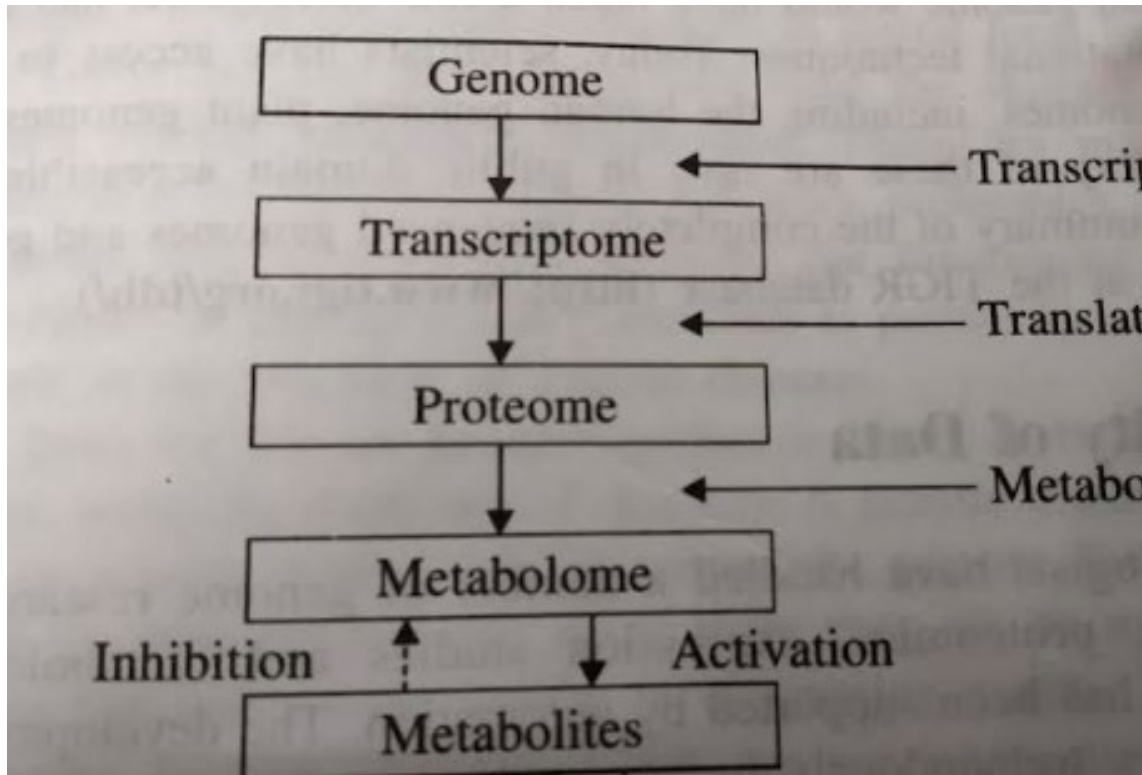 Genome
Transcrip
Transcriptome
Translat
Proteome
Metabo
Metabolome
Inhibition
Activation
Metabolites